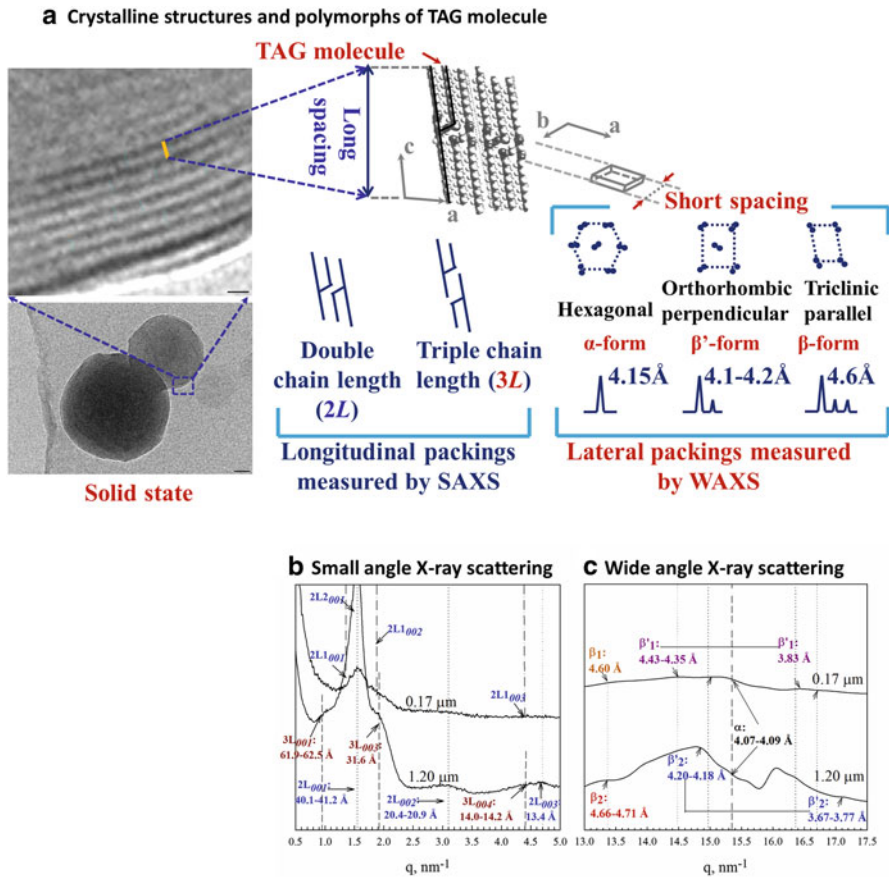 a Crystalline structures and polymorphs of TAG molecule
TAG molecule
Long
spacing
c
a
b
a
Short spacing
Hexagonal
Orthorhombic
perpendicular
Triclinic
parallel
α-form
β'-form
β-form
4.15Å
4.1-4.2Å
4.6Å
Double
chain length
(2L)
Triple chain
length (3L)
Longitudinal packings
measured by SAXS
Lateral packings measured
by WAXS
Solid state
b Small angle X-ray scattering
2L2001
2L1002
2L1001
2L1003
0.17 µm
3L001:
61.9-62.5 Å
3L003:
31.6 Å
1.20 µm
2L001:
40.1-41.2 Å
2L002:
20.4-20.9 Å
3L004:
14.0-14.2 Å
2L003:
13.4 Å
0.5 1.0 1.5 2.0 2.5 3.0 3.5 4.0 4.5 5.0
q, nm-1
c Wide angle X-ray scattering
β1:
4.60 Å
β'1:
4.43-4.35 Å
β'1:
3.83 Å
0.17 µm
α:
4.07-4.09 Å
β'2:
4.20-4.18 Å
1.20 µm
β2:
4.66-4.71 Å
β'2:
3.67-3.77 Å
13.0 13.5 14.0 14.5 15.0 15.5 16.0 16.5 17.0 17.5
q, nm-1